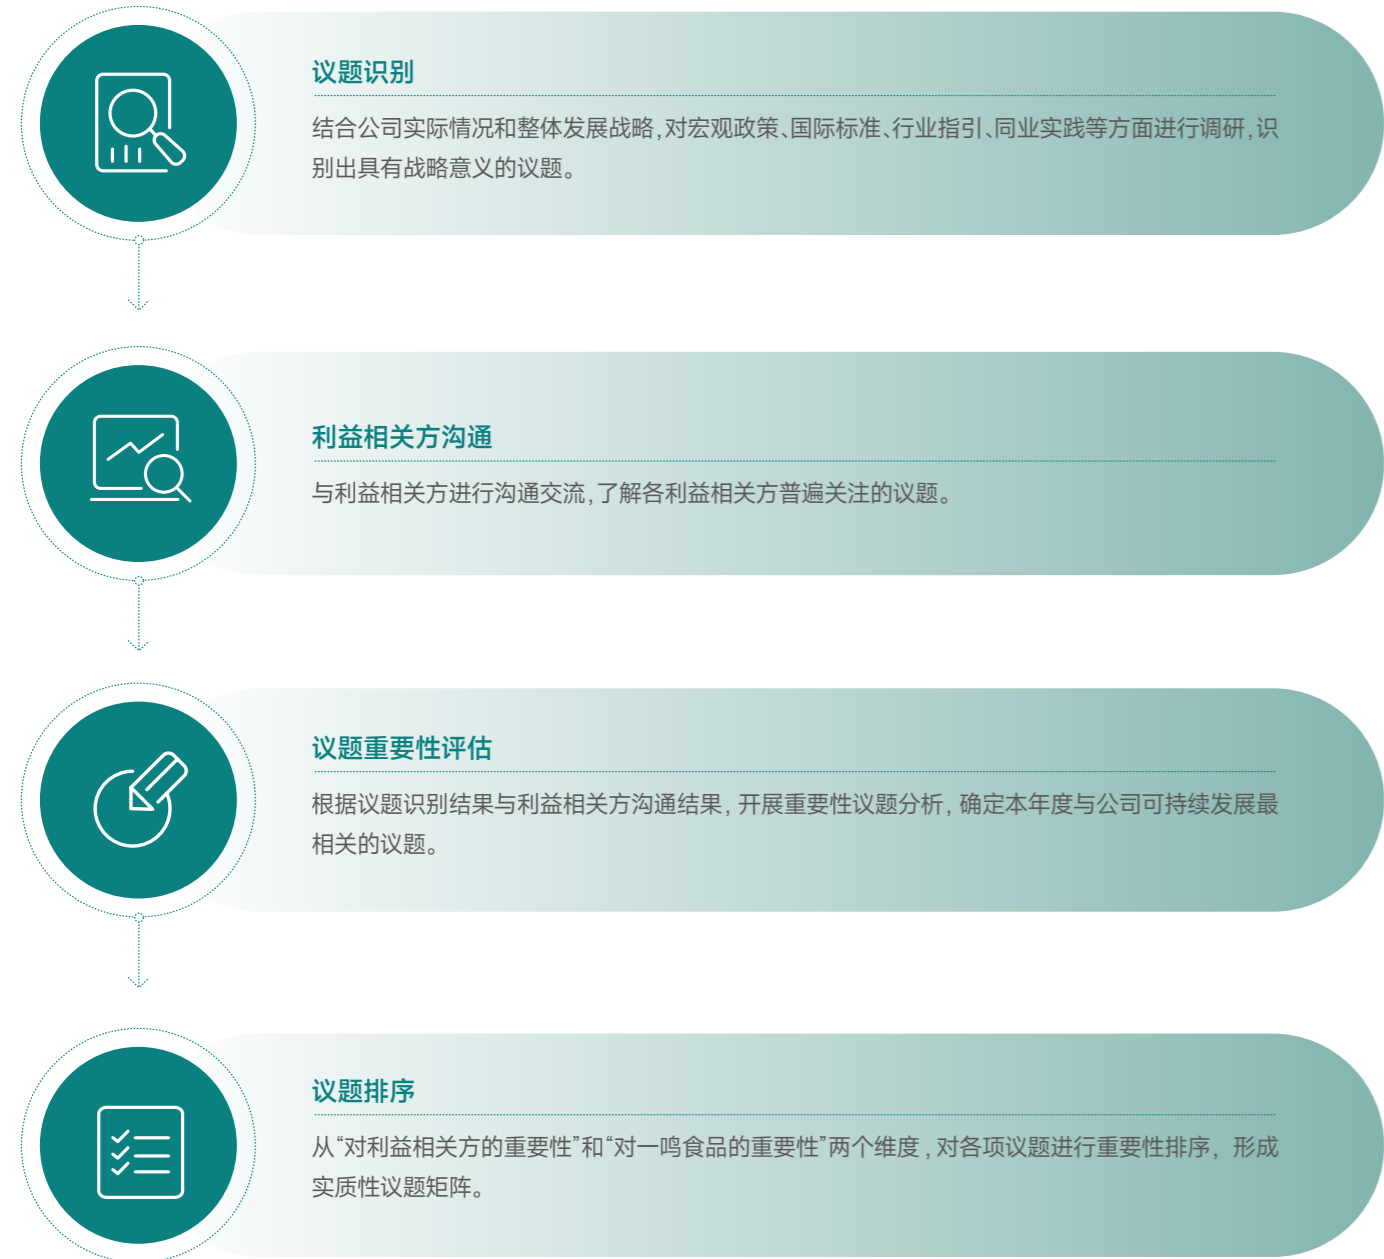 议题识别
结合公司实际情况和整体发展战略,对宏观政策、国际标准、行业指引、同业实践等方面进行调研,识
别出具有战略意义的议题。
利益相关方沟通
与利益相关方进行沟通交流,了解各利益相关方普遍关注的议题。
议题重要性评估
根据议题识别结果与利益相关方沟通结果, 开展重要性议题分析, 确定本年度与公司可持续发展最
相关的议题。
议题排序
从“对利益相关方的重要性”和“对一鸣食品的重要性”两个维度,对各项议题进行重要性排序, 形成
实质性议题矩阵。